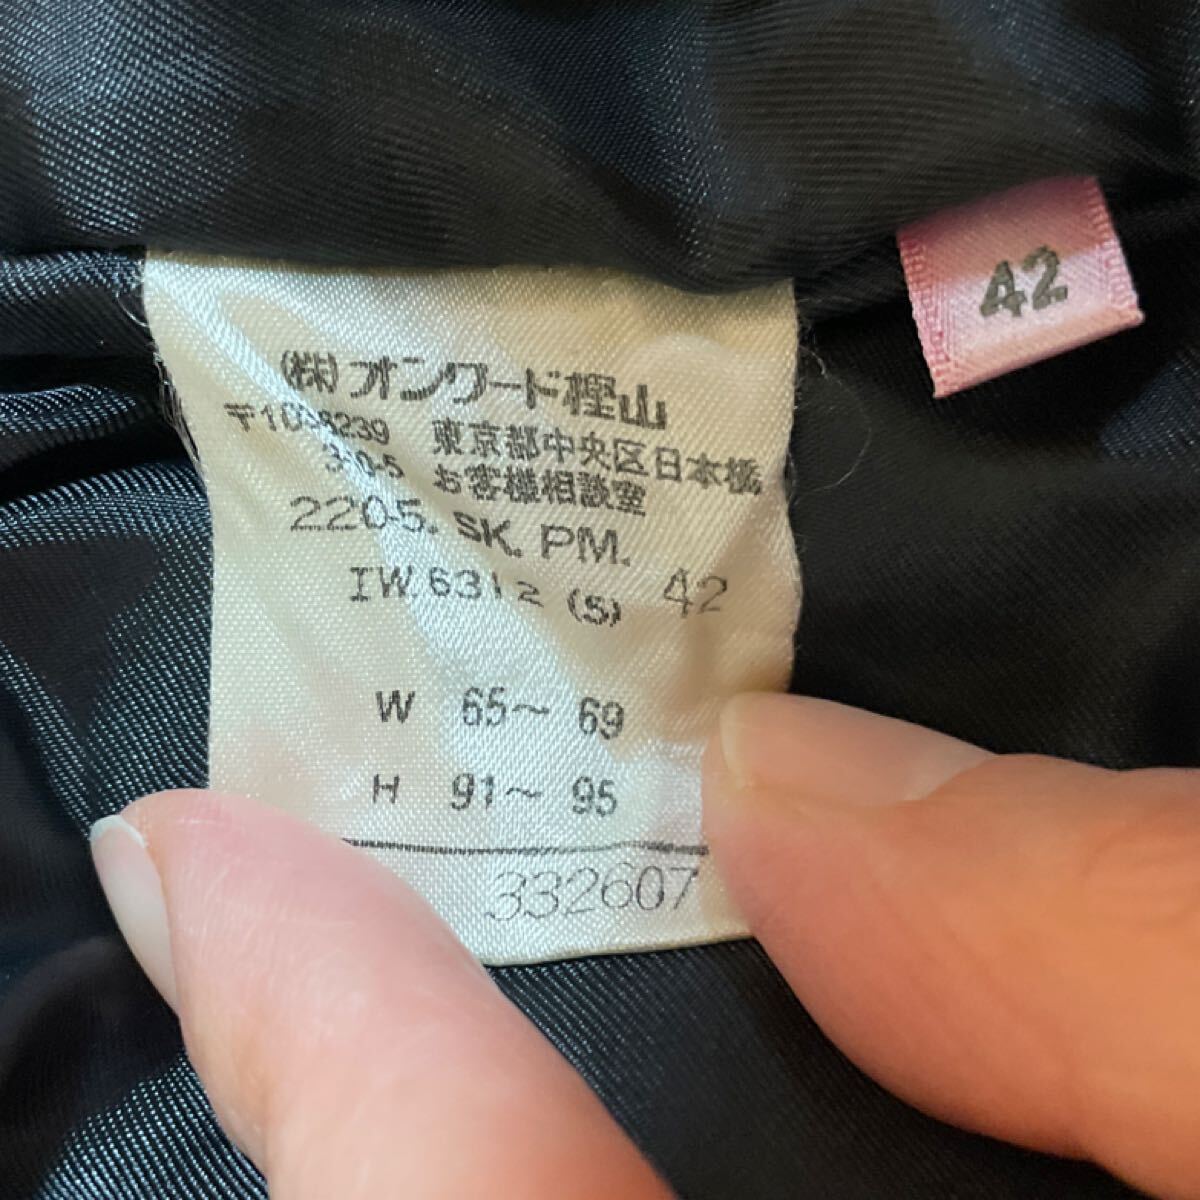 (株)オンワード樫山
〒1038239 東京都中央区日本橋
3-10-5 お客様相談室
2205. SK. PM.
IW. 6312 (S) 42
W 65〜69
H 91〜95
332607
42